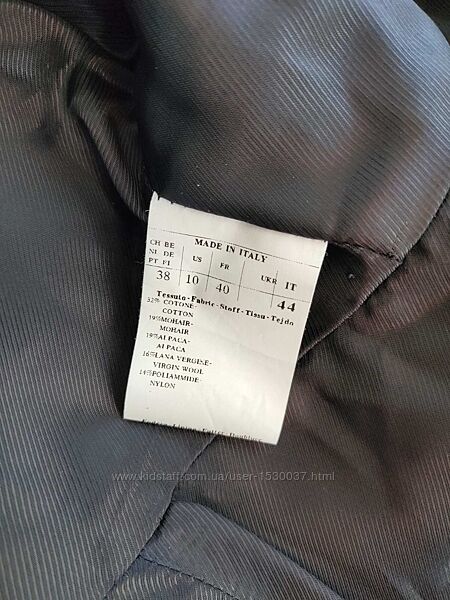 MADE IN ITALY
CH BE
NL DE
PT FI
US
FR
UKR
IT
38
10
40
44
Tessuto-Fabric-Stoff-Tissu-Tejdo
32% COTONE-
COTTON
19%MOHAIR-
MOHAIR
19%ALPACA-
ALPACA
16%LANA VERGINE-
VIRGIN WOOL
14%POLIAMMIDE-
NYLON
www.kidstaff.com.ua/user-1530037.html